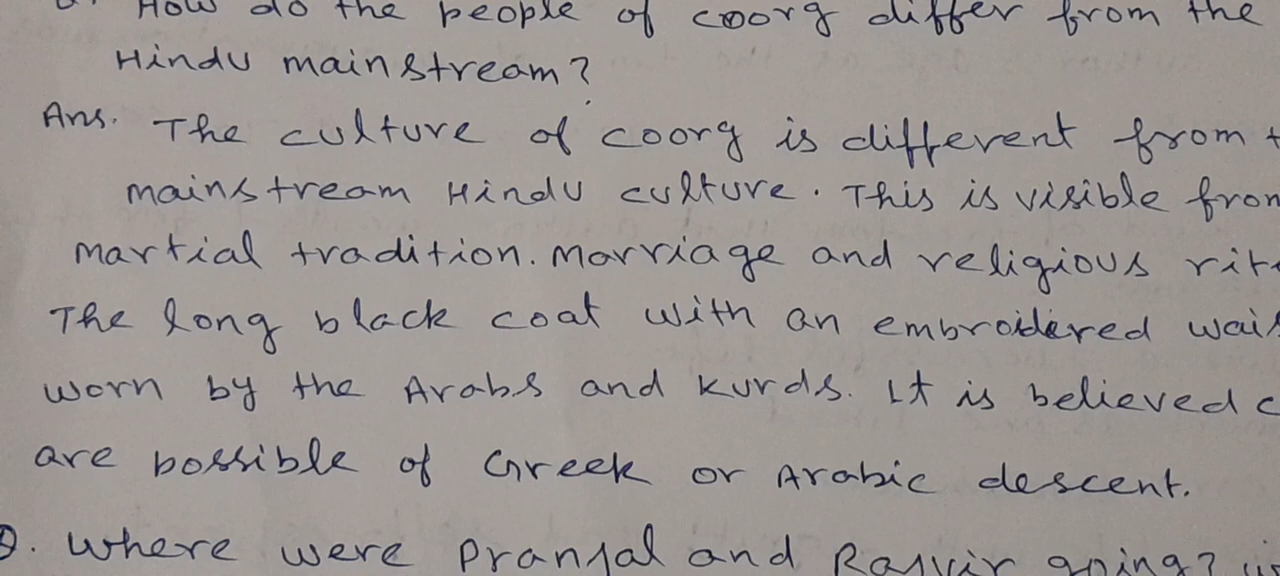 How do the people of coorg differ from the
Hindu mainstream?
Ans. The culture of coorg is different from
mainstream Hindu culture. This is visible
martial tradition. Marriage and religious
The long black coat with an embroidered
worn by the Arabs and Kurds. It is believed
are possible of Greek or Arabic descent.
Where were Pranjal and going?